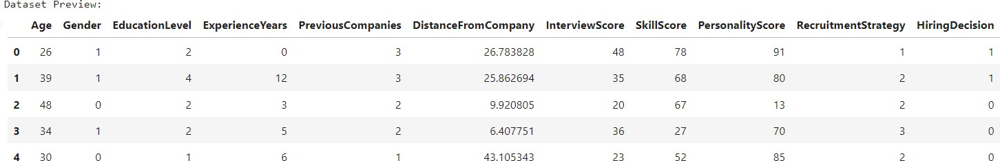 Dataset Preview:
Age Gender EducationLevel ExperienceYears PreviousCompanies DistanceFromCompany InterviewScore SkillScore PersonalityScore RecruitmentStrategy HiringDecision
0 26 1 2 0 3 26.783828 48 78 91 1 1
1 39 1 4 12 3 25.862694 35 68 80 2 1
2 48 0 2 3 2 9.920805 20 67 13 2 0
3 34 1 2 5 2 6.407751 36 27 70 3 0
4 30 0 1 6 1 43.105343 23 52 85 2 0